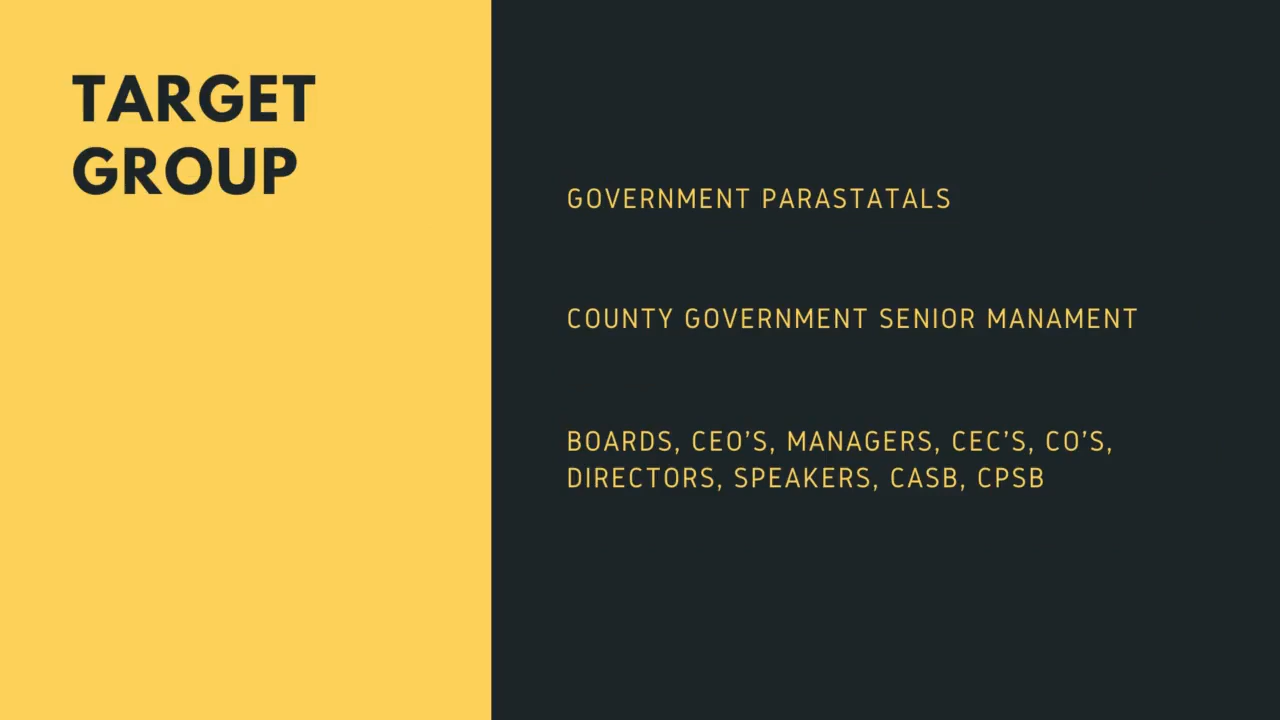 TARGET
GROUP
GOVERNMENT PARASTATALS
COUNTY GOVERNMENT SENIOR MANAMENT
BOARDS, CEO’S, MANAGERS, CEC’S, CO’S,
DIRECTORS, SPEAKERS, CASB, CPSB